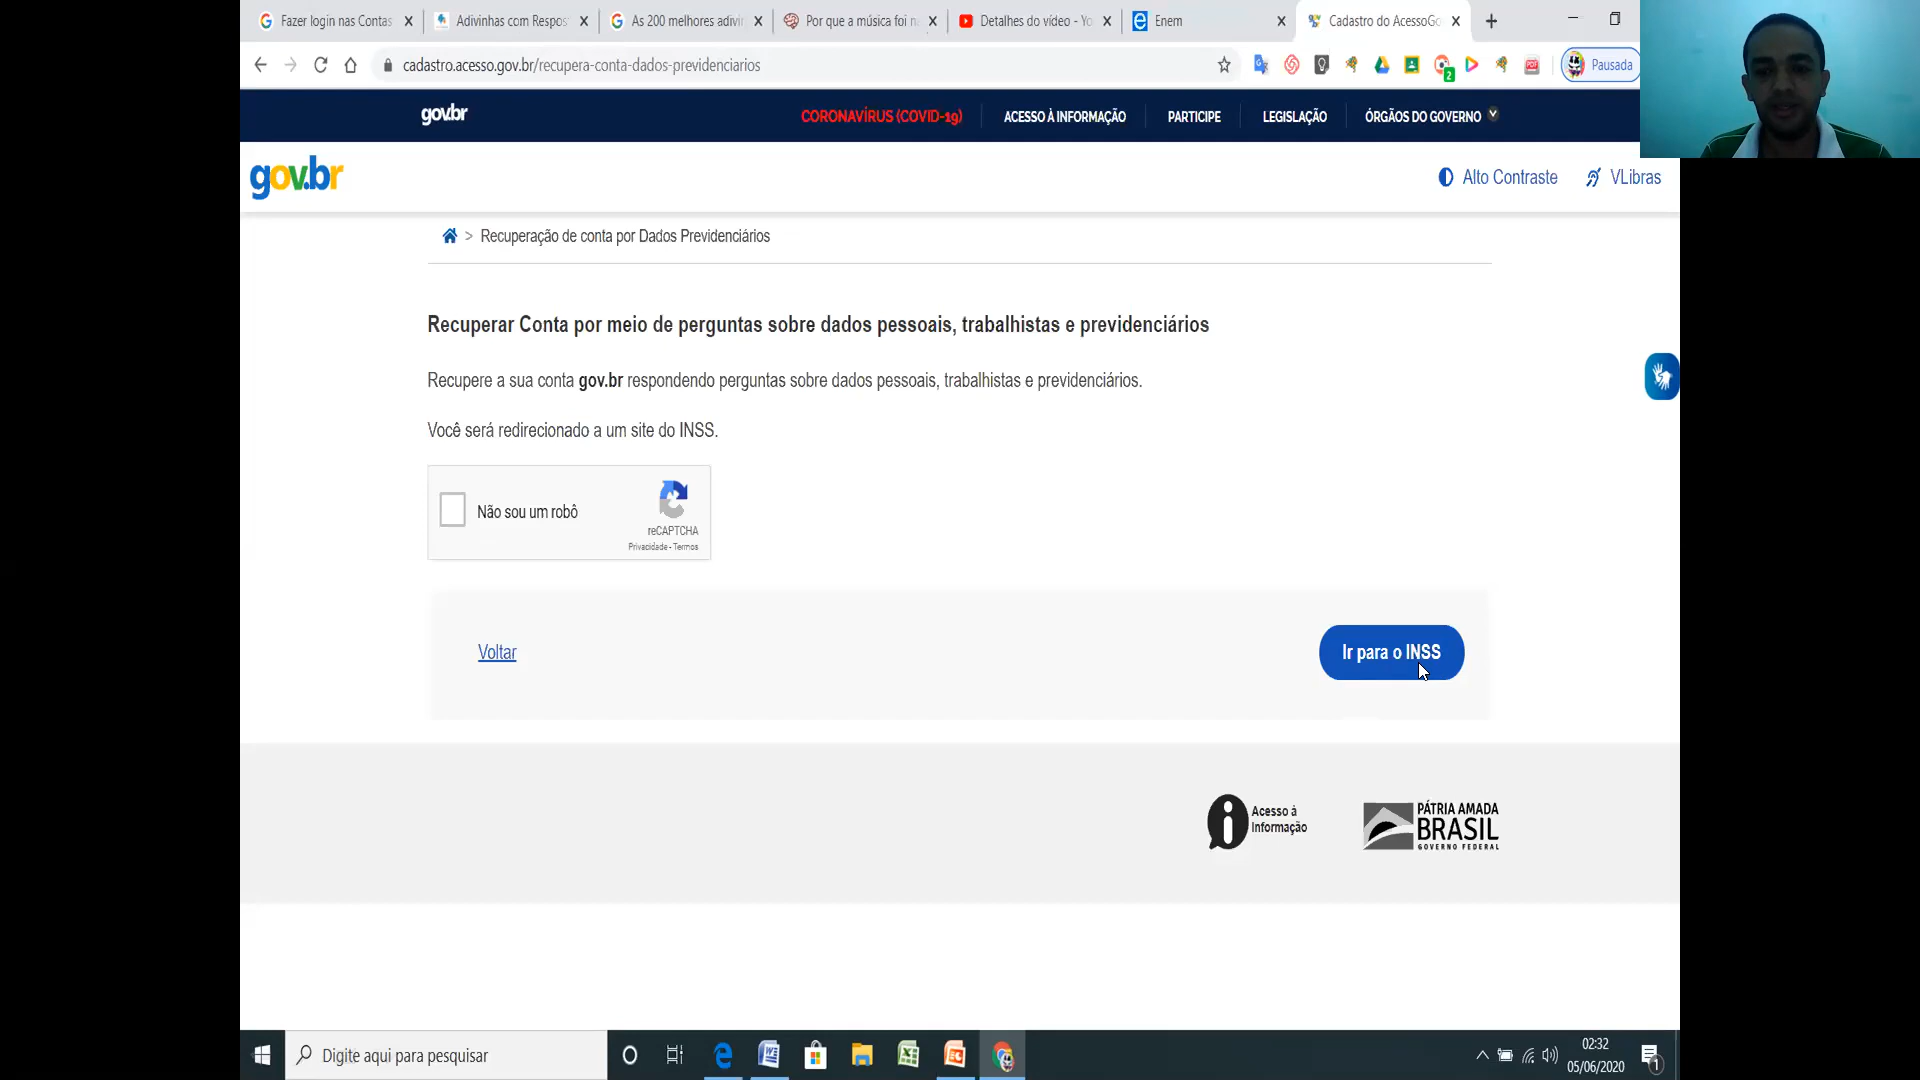 Fazer login nas Contas
Adivinhas com Respos
As 200 melhores adivi
Por que a música foi n
Detalhes do vídeo - Yo
Enem
Cadastro do AcessoGo
cadastro.acesso.gov.br/recupera-conta-dados-previdenciarios
2
PDF
Pausada
gov.br
CORONAVÍRUS (COVID-19)
ACESSO À INFORMAÇÃO
PARTICIPE
LEGISLAÇÃO
ÓRGÃOS DO GOVERNO
gov.br
Alto Contraste
VLibras
> Recuperação de conta por Dados Previdenciários
Recuperar Conta por meio de perguntas sobre dados pessoais, trabalhistas e previdenciários
Recupere a sua conta gov.br respondendo perguntas sobre dados pessoais, trabalhistas e previdenciários.
Você será redirecionado a um site do INSS.
Não sou um robô
reCAPTCHA
Privacidade - Termos
Voltar
Ir para o INSS
Acesso à
Informação
PÁTRIA AMADA
BRASIL
GOVERNO FEDERAL
Digite aqui para pesquisar
02:32
05/06/2020
1